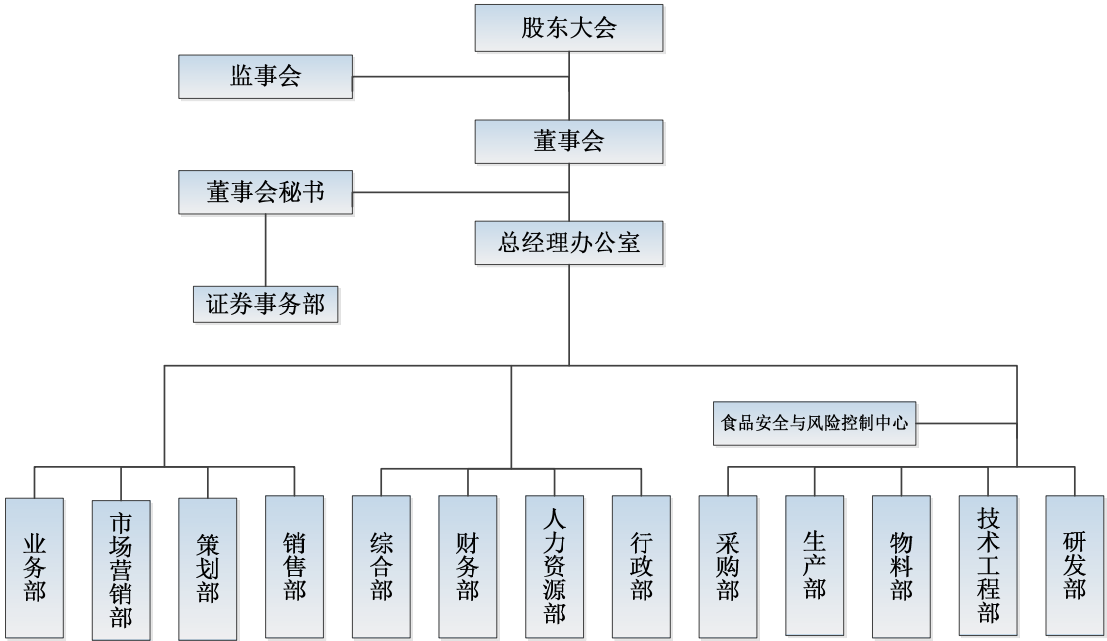 股东大会
监事会
董事会
董事会秘书
总经理办公室
证券事务部
食品安全与风险控制中心
业务部
市场营销部
策划部
销售部
综合部
财务部
人力资源部
行政部
采购部
生产部
物料部
技术工程部
研发部